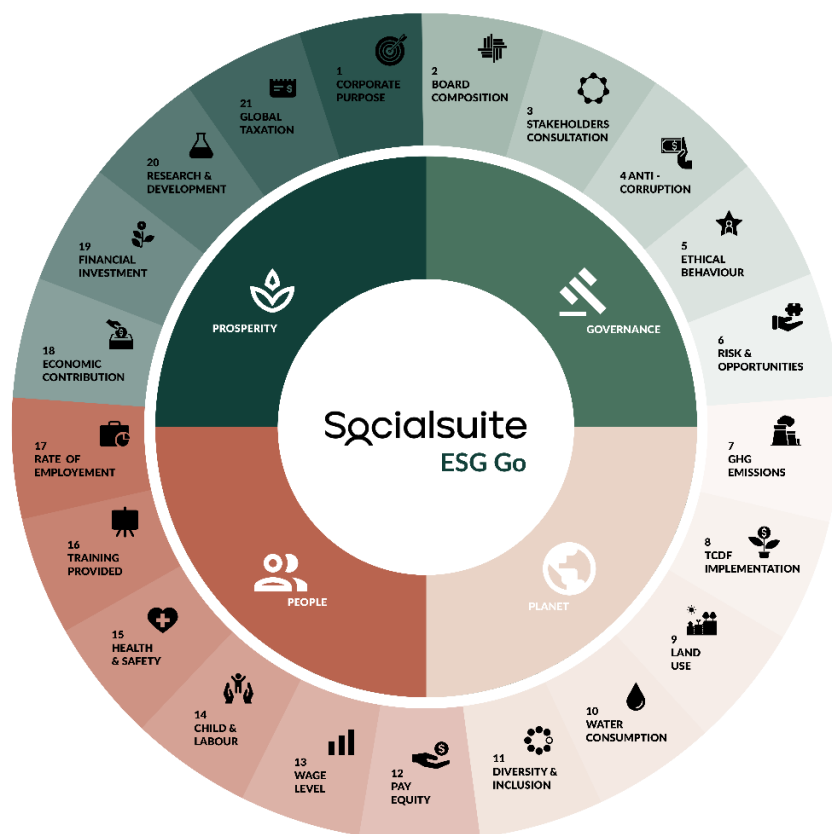 1
CORPORATE
PURPOSE
2
BOARD
COMPOSITION
3
STAKEHOLDERS
CONSULTATION
4 ANTI -
CORRUPTION
5
ETHICAL
BEHAVIOUR
6
RISK &
OPPORTUNITIES
7
GHG
EMISSIONS
8
TCDF
IMPLEMENTATION
9
LAND
USE
10
WATER
CONSUMPTION
11
DIVERSITY &
INCLUSION
12
PAY
EQUITY
13
WAGE
LEVEL
14
CHILD &
LABOUR
15
HEALTH
& SAFETY
16
TRAINING
PROVIDED
17
RATE OF
EMPLOYEMENT
18
ECONOMIC
CONTRIBUTION
19
FINANCIAL
INVESTMENT
20
RESEARCH &
DEVELOPMENT
21
GLOBAL
TAXATION
PROSPERITY
GOVERNANCE
Socialsuite
ESG Go
PEOPLE
PLANET